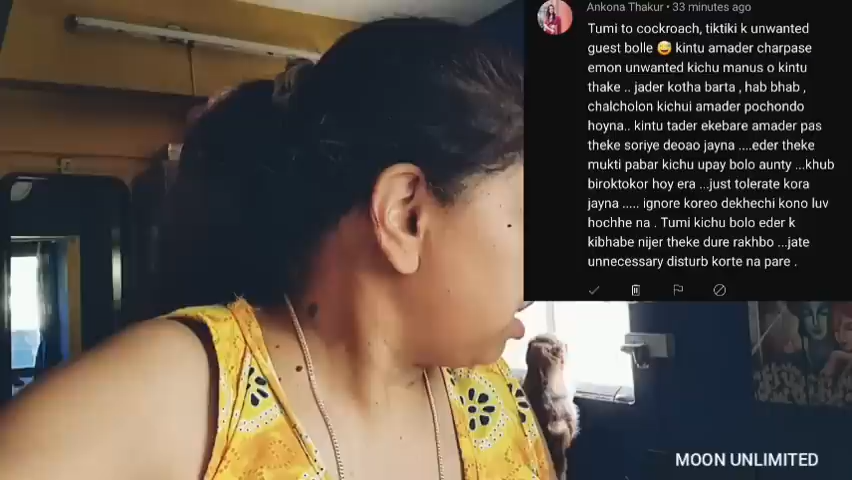 Ankona Thakur • 33 minutes ago
Tumi to cockroach, tiktiki k unwanted
guest bolle 😅 kintu amader charpase
emon unwanted kichu manus o kintu
thake .. jader kotha barta , hab bhab ,
chalcholon kichui amader pochondo
hoyna.. kintu tader ekebare amader pas
theke soriye deoao jayna ....eder theke
mukti pabar kichu upay bolo aunty ...khub
biroktokor hoy era ...just tolerate kora
jayna ..... ignore koreo dekhechi kono luv
hochhe na . Tumi kichu bolo eder k
kibhabe nijer theke dure rakhbo ...jate
unnecessary disturb korte na pare .
MOON UNLIMITED